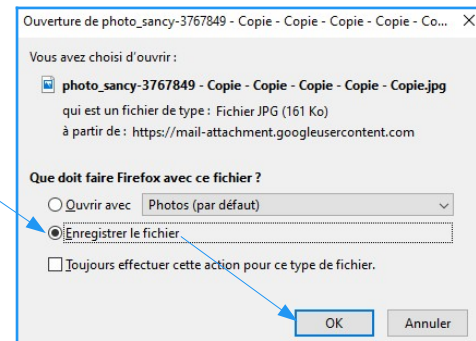 Ouverture de photo_sancy-3767849 - Copie - Copie - Copie - Copie - Co...
Vous avez choisi d'ouvrir :
photo_sancy-3767849 - Copie - Copie - Copie - Copie - Copie.jpg
qui est un fichier de type : Fichier JPG (161 Ko)
à partir de : https://mail-attachment.googleusercontent.com
Que doit faire Firefox avec ce fichier ?
Ouvrir avec Photos (par défaut)
Enregistrer le fichier
Toujours effectuer cette action pour ce type de fichier.
OK Annuler